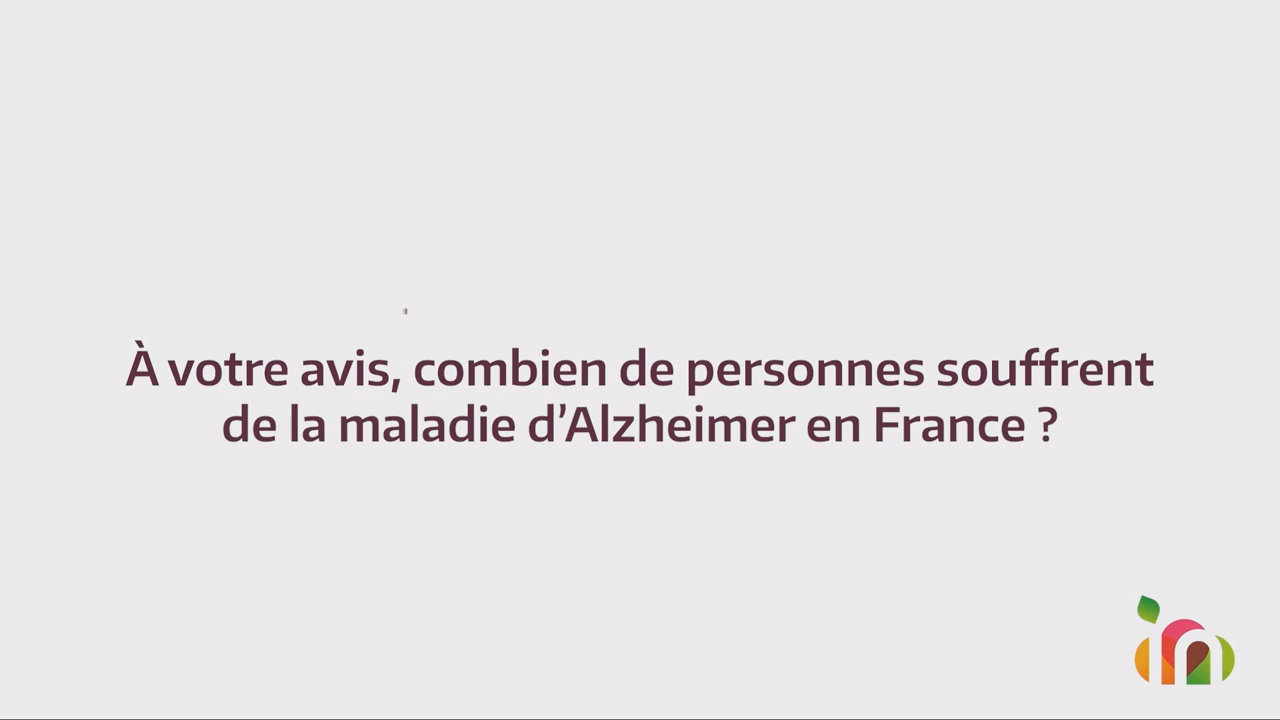 À votre avis, combien de personnes souffrent
de la maladie d’Alzheimer en France ?